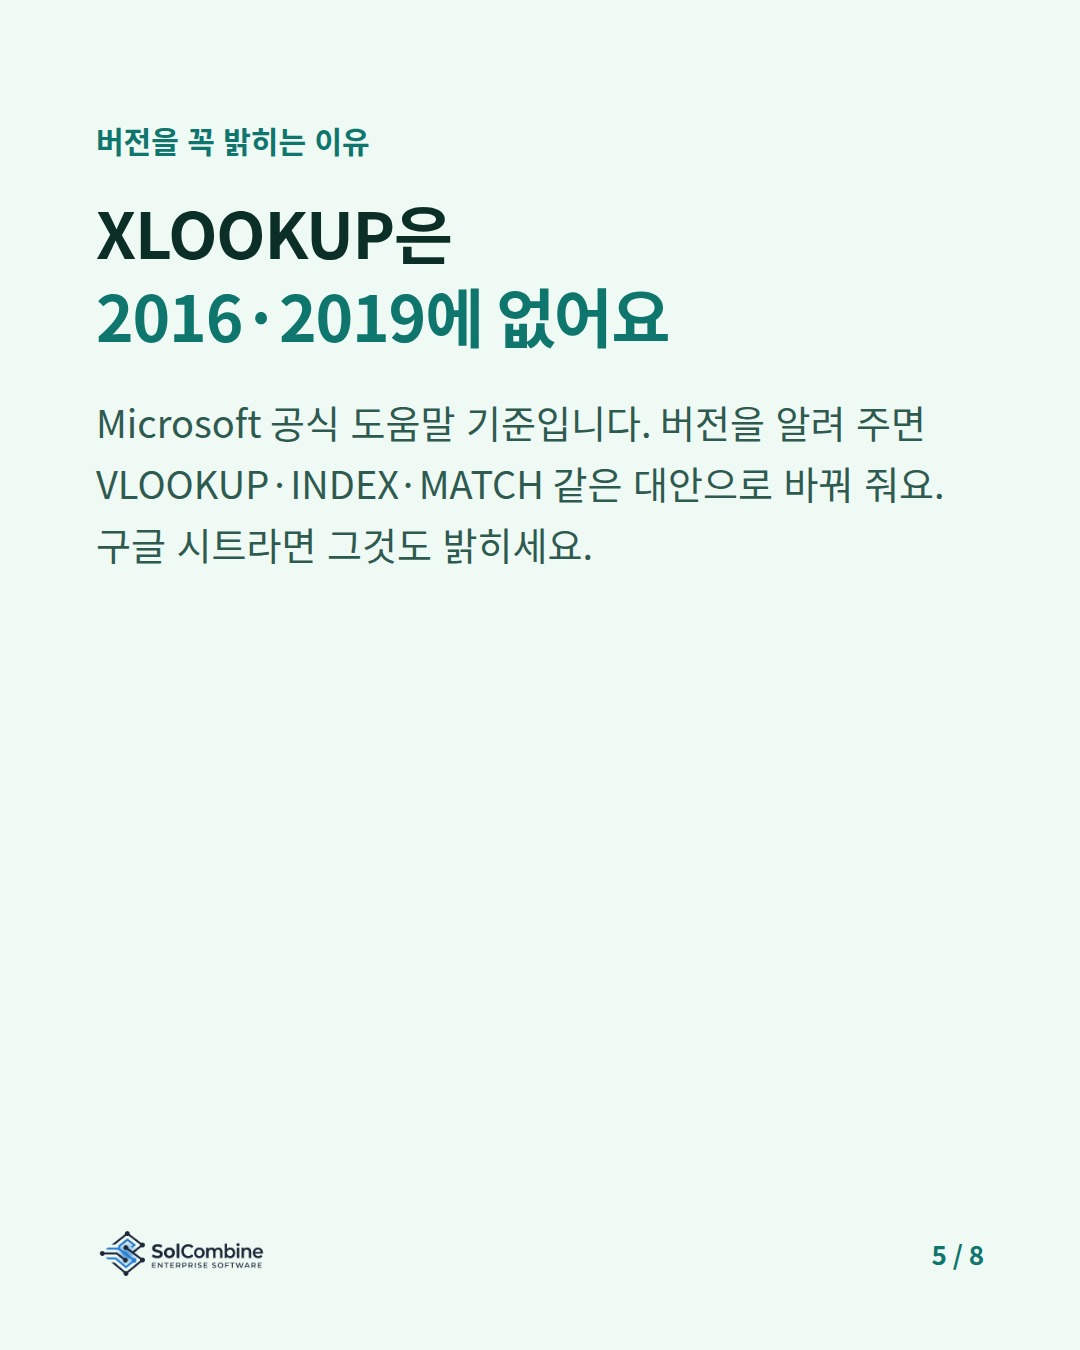 버전을 꼭 밝히는 이유
XLOOKUP은
2016·2019에 없어요
Microsoft 공식 도움말 기준입니다. 버전을 알려 주면
VLOOKUP·INDEX·MATCH 같은 대안으로 바꿔 줘요.
구글 시트라면 그것도 밝히세요.
SolCombine
ENTERPRISE SOFTWARE
5 / 8